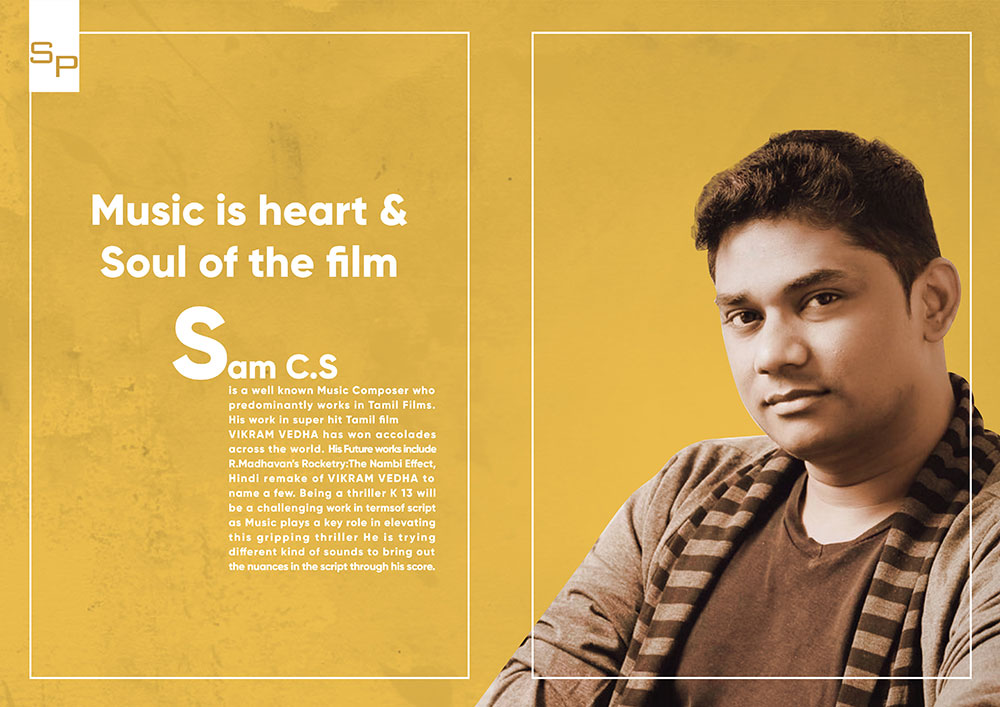 SP
Music is heart &
Soul of the film
Sam C.S
is a well known Music Composer who
predominantly works in Tamil Films.
His work in super hit Tamil film
VIKRAM VEDHA has won accolades
across the world. His Future works include
R.Madhavan's Rocketry:The Nambi Effect,
Hindi remake of VIKRAM VEDHA to
name a few. Being a thriller K 13 will
be a challenging work in termsof script
as Music plays a key role in elevating
this gripping thriller He is trying
different kind of sounds to bring out
the nuances in the script through his score.